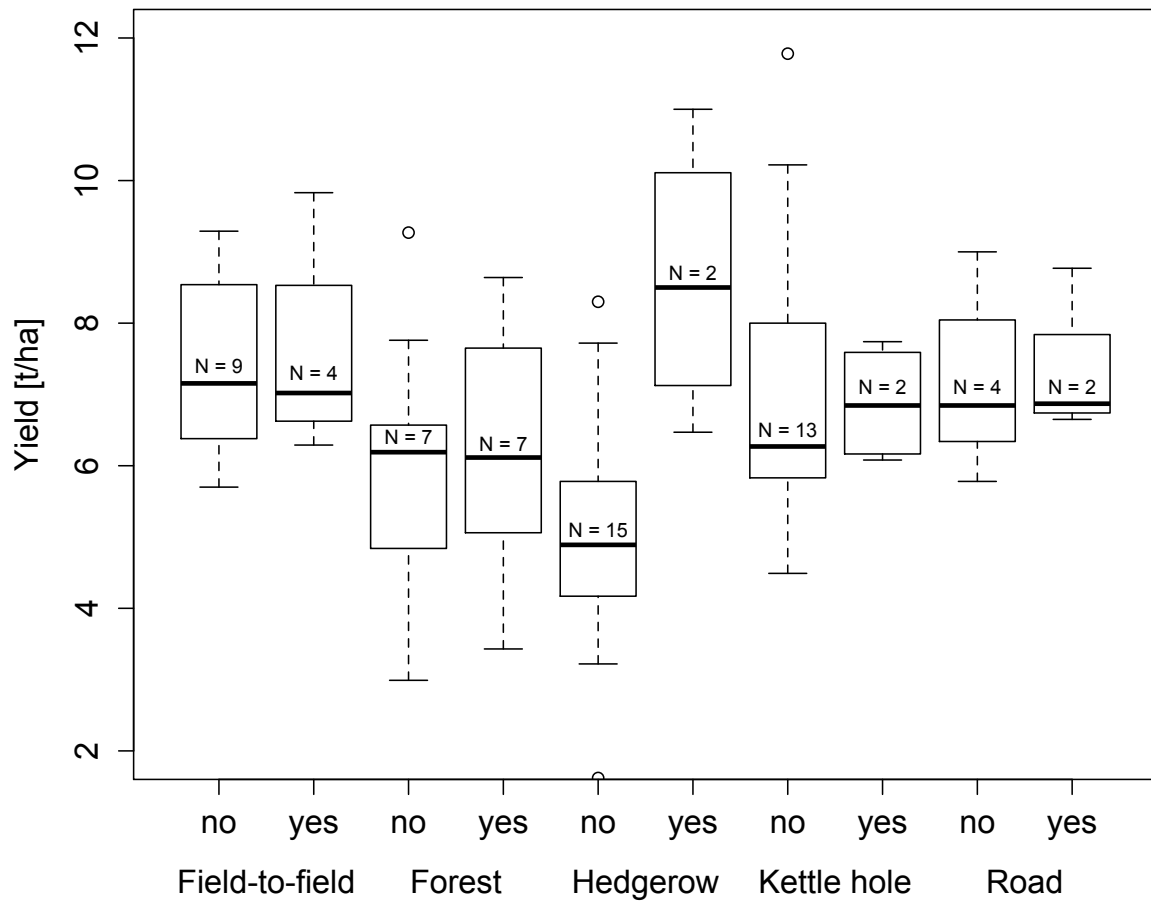 Yield [t/ha]
12
10
8
6
4
2
N = 9
N = 4
N = 7
N = 7
N = 15
N = 2
N = 13
N = 2
N = 4
N = 2
no yes no yes no yes no yes no yes
Field-to-field Forest Hedgerow Kettle hole Road